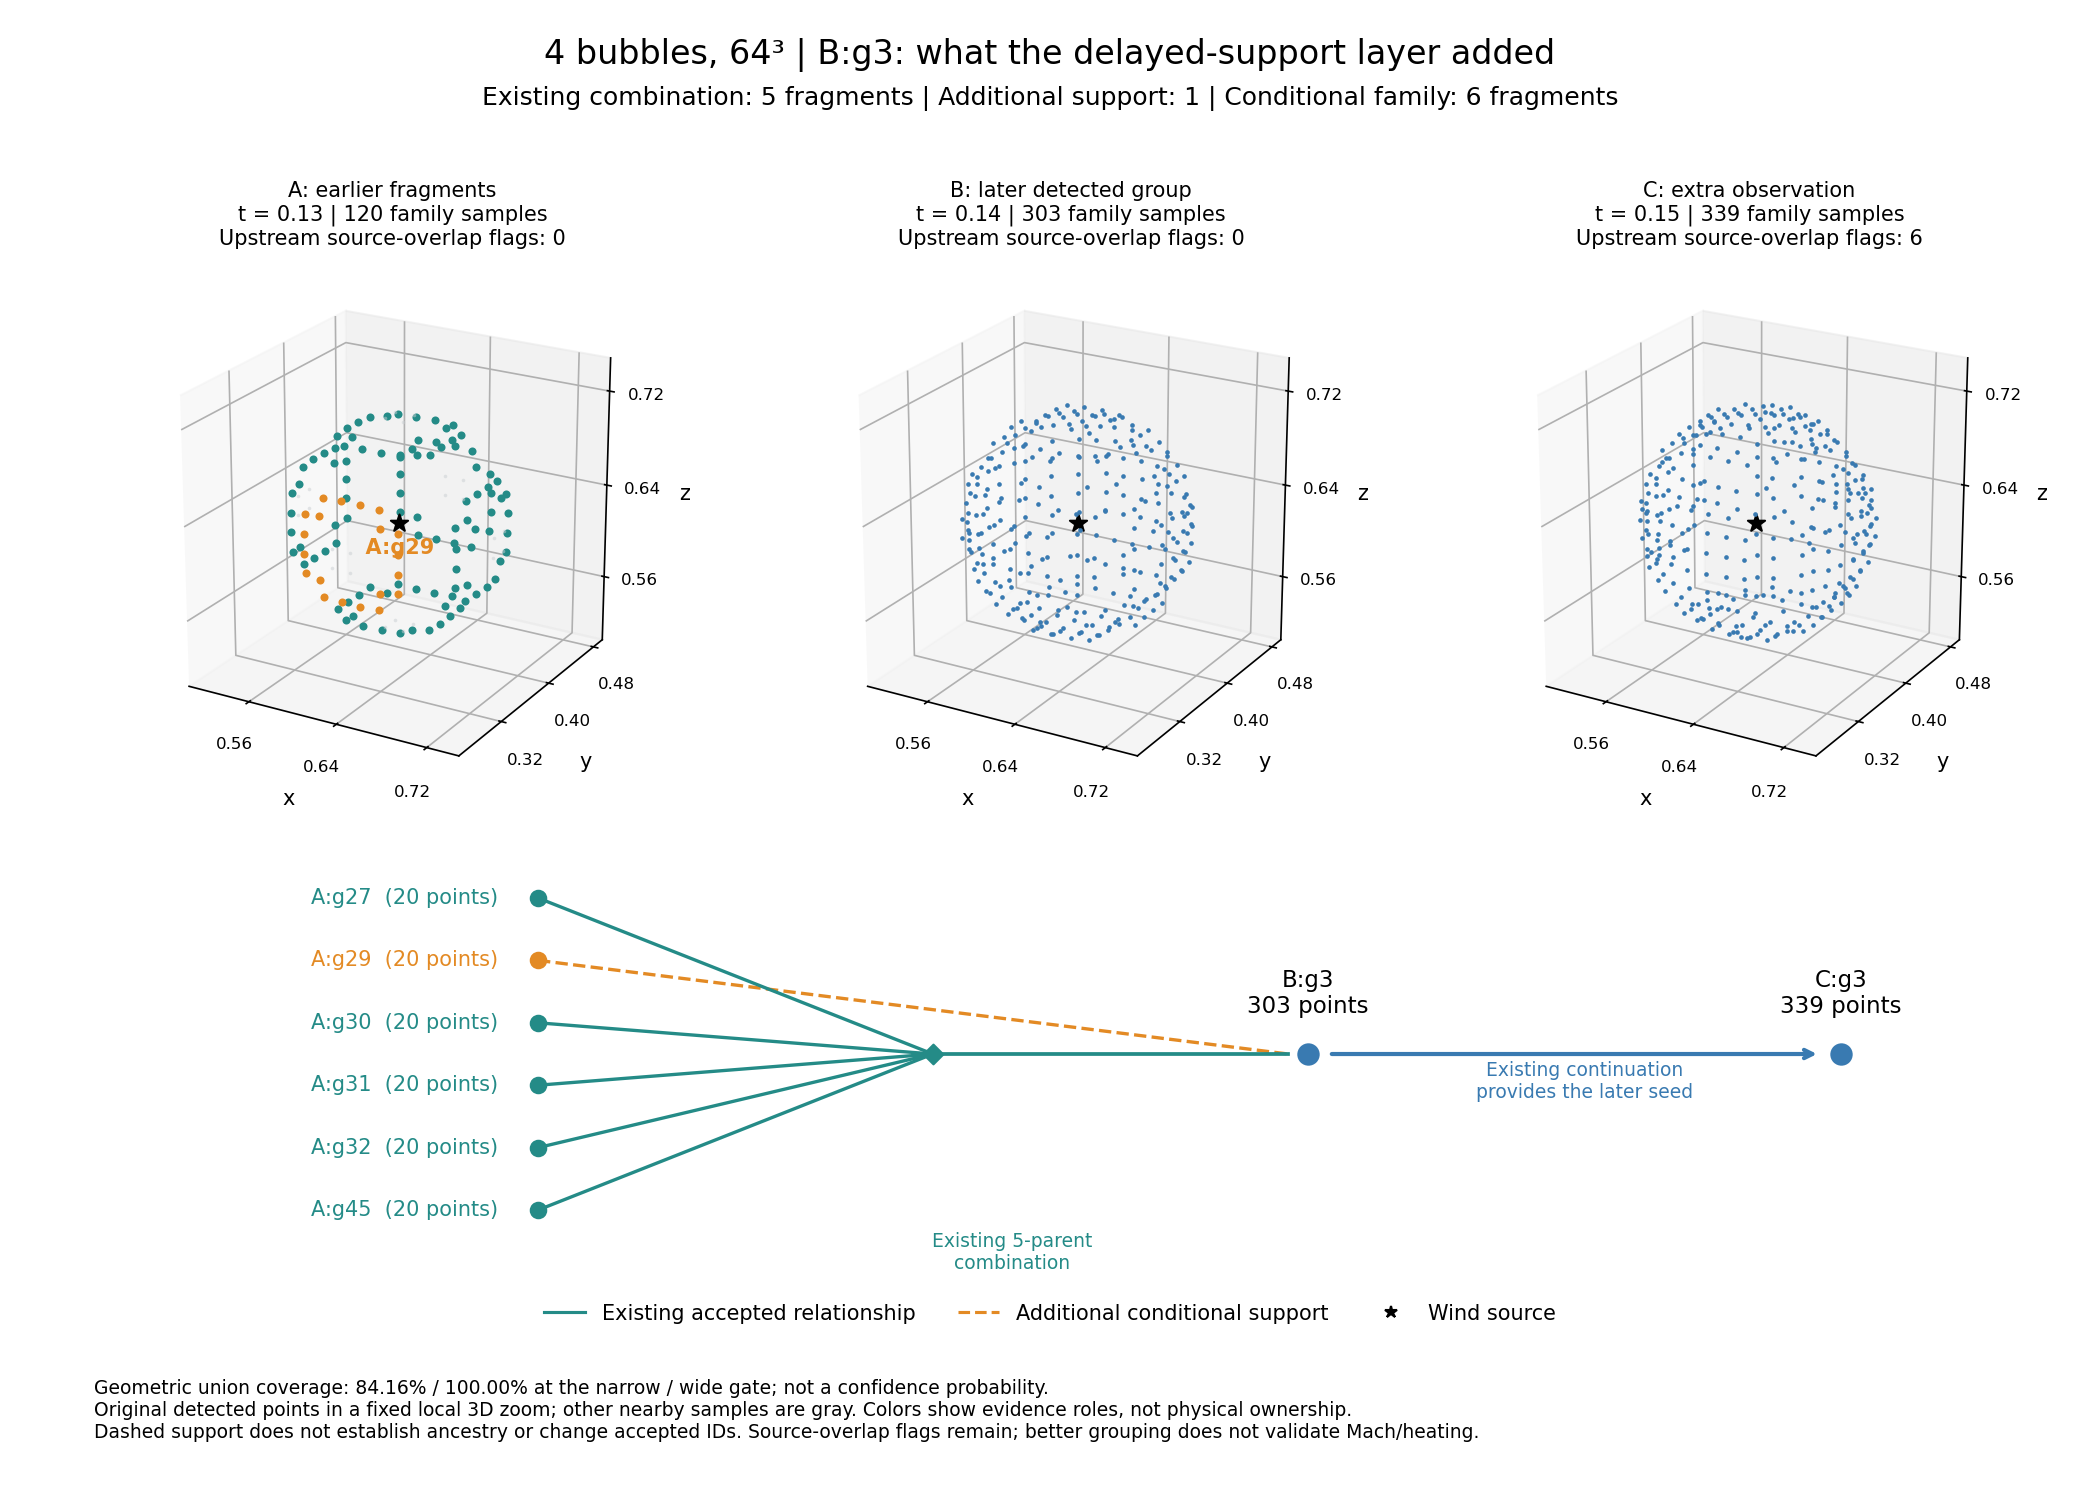 4 bubbles, 64³ | B:g3: what the delayed-support layer added
Existing combination: 5 fragments | Additional support: 1 | Conditional family: 6 fragments
A: earlier fragments
t = 0.13 | 120 family samples
Upstream source-overlap flags: 0
B: later detected group
t = 0.14 | 303 family samples
Upstream source-overlap flags: 0
C: extra observation
t = 0.15 | 339 family samples
Upstream source-overlap flags: 6
A:g29
0.72
0.64
z
0.56
0.48
0.40
0.32
y
0.56
0.64
0.72
x
0.72
0.64
z
0.56
0.48
0.40
0.32
y
0.56
0.64
0.72
x
0.72
0.64
z
0.56
0.48
0.40
0.32
y
0.56
0.64
0.72
x
A:g27 (20 points)
A:g29 (20 points)
A:g30 (20 points)
A:g31 (20 points)
A:g32 (20 points)
A:g45 (20 points)
B:g3
303 points
C:g3
339 points
Existing continuation
provides the later seed
Existing 5-parent
combination
Existing accepted relationship
Additional conditional support
Wind source
Geometric union coverage: 84.16% / 100.00% at the narrow / wide gate; not a confidence probability.
Original detected points in a fixed local 3D zoom; other nearby samples are gray. Colors show evidence roles, not physical ownership.
Dashed support does not establish ancestry or change accepted IDs. Source-overlap flags remain; better grouping does not validate Mach/heating.